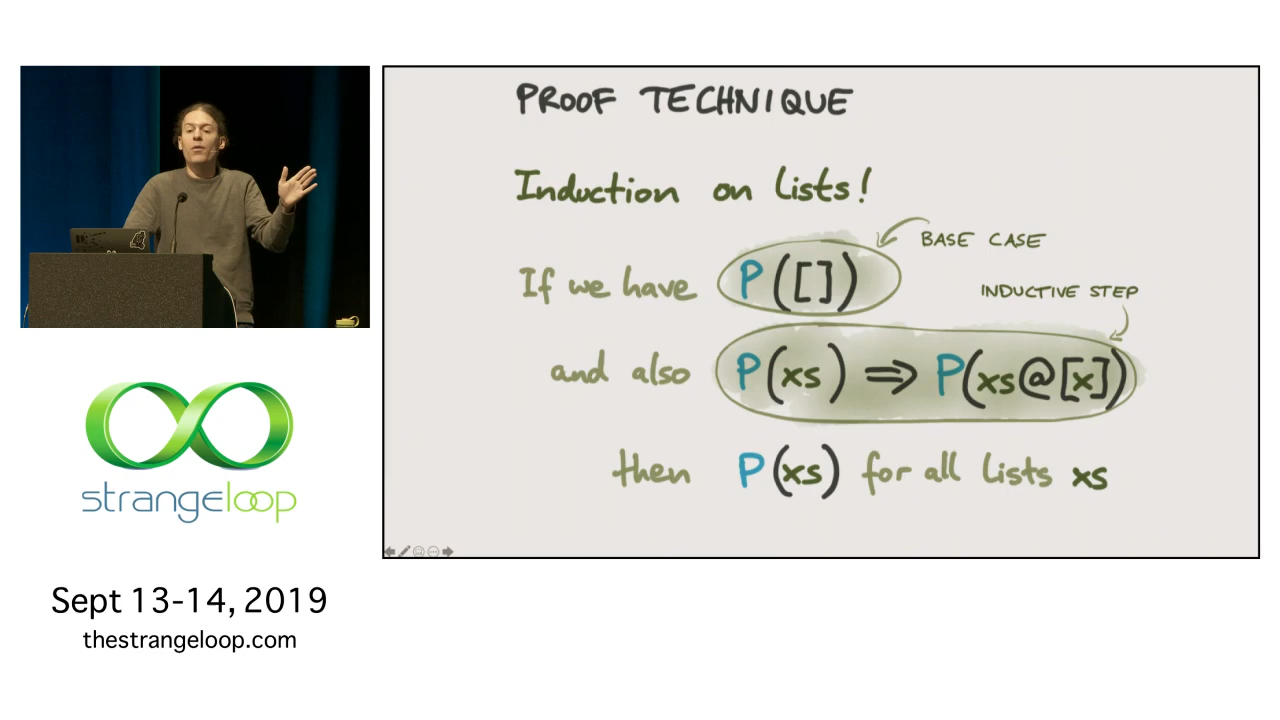 PROOF TECHNIQUE
Induction on Lists!
If we have P([])
BASE CASE
INDUCTIVE STEP
and also P(xs) ⇒ P(xs@[x])
then P(xs) for all Lists xs
strangeloop
Sept 13-14, 2019
thestrangeloop.com